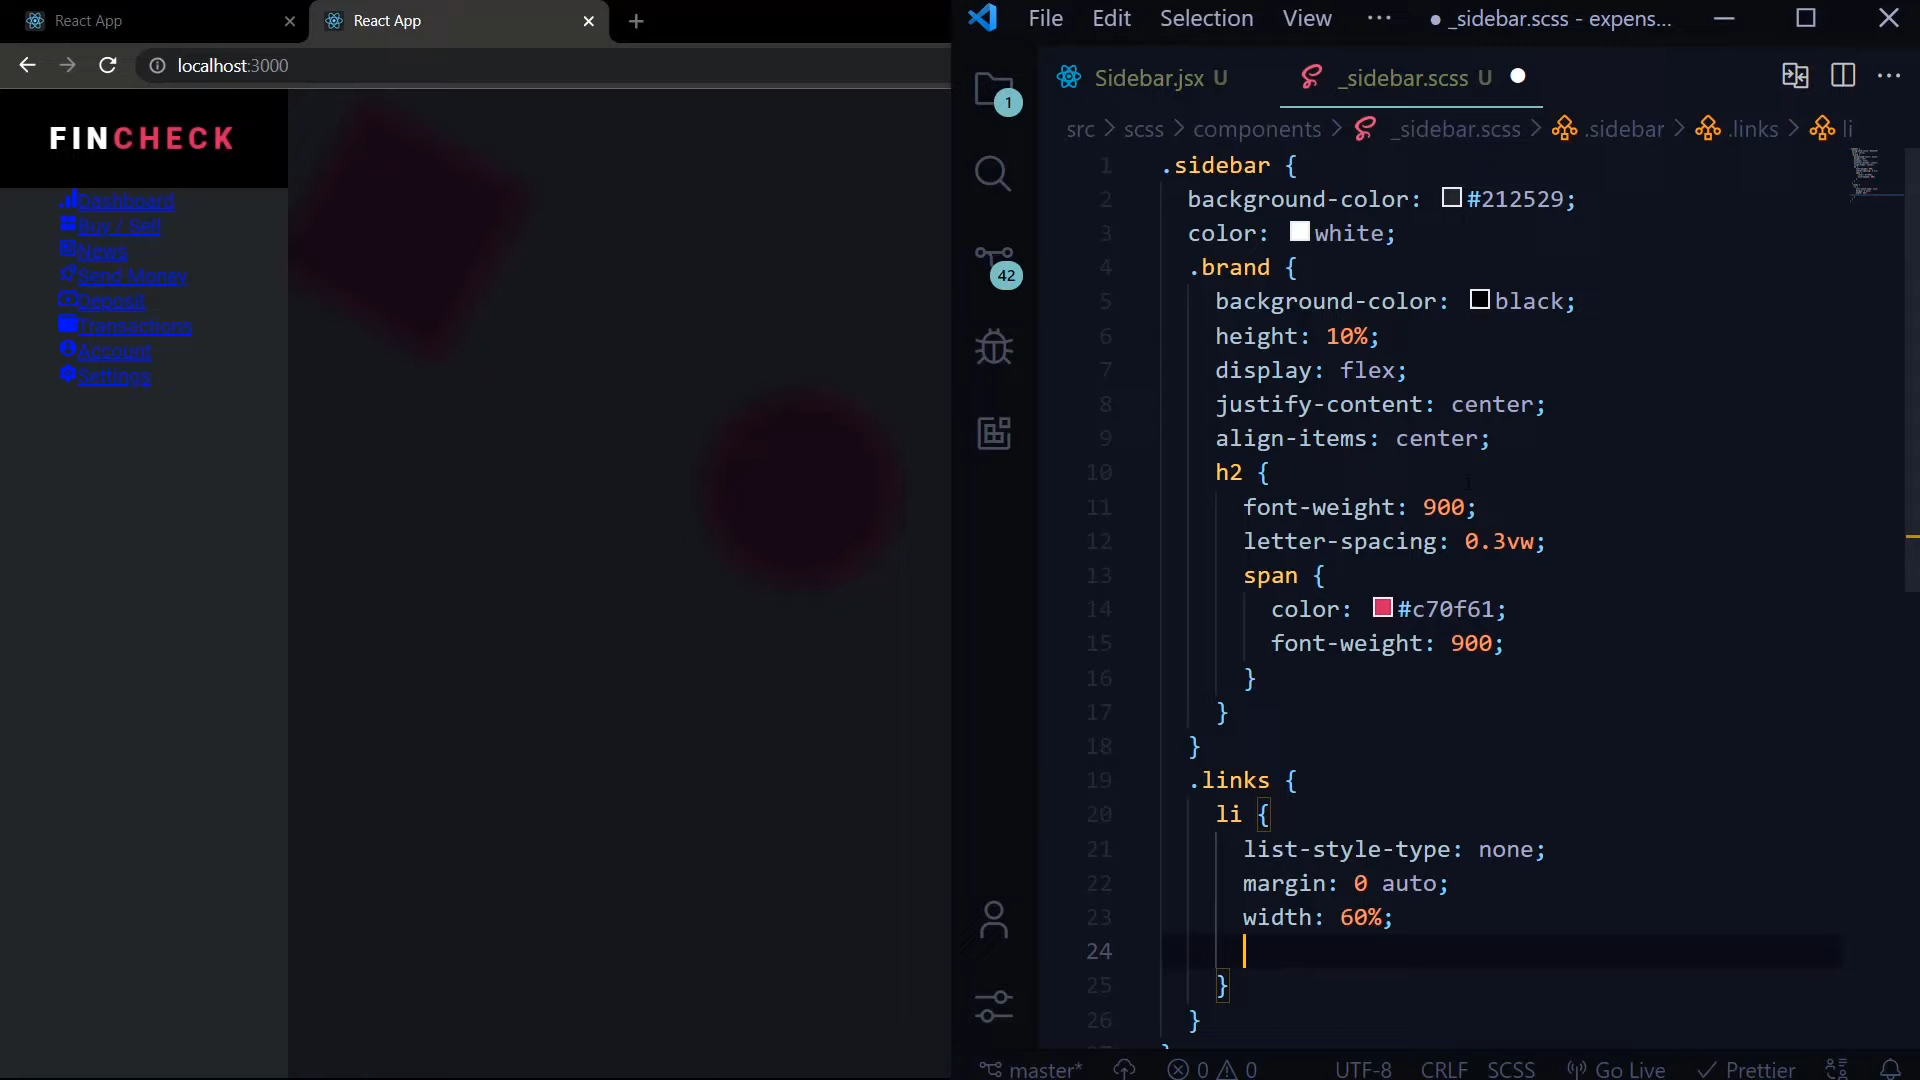 React App
React App
localhost:3000
FINCHECK
Dashboard
Buy / Sell
News
Send Money
Deposit
Transactions
Account
Settings
File Edit Selection View ··· ● _sidebar.scss - expens...
Sidebar.jsx U
_sidebar.scss U
src > scss > components > _sidebar.scss > .sidebar > .links > li
1
42
1 .sidebar {
2 background-color: #212529;
3 color: white;
4 .brand {
5 background-color: black;
6 height: 10%;
7 display: flex;
8 justify-content: center;
9 align-items: center;
10 h2 {
11 font-weight: 900;
12 letter-spacing: 0.3vw;
13 span {
14 color: #c70f61;
15 font-weight: 900;
16 }
17 }
18 }
19 .links {
20 li {
21 list-style-type: none;
22 margin: 0 auto;
23 width: 60%;
24
25 }
26 }
master* 0 0 UTF-8 CRLF SCSS Go Live Prettier